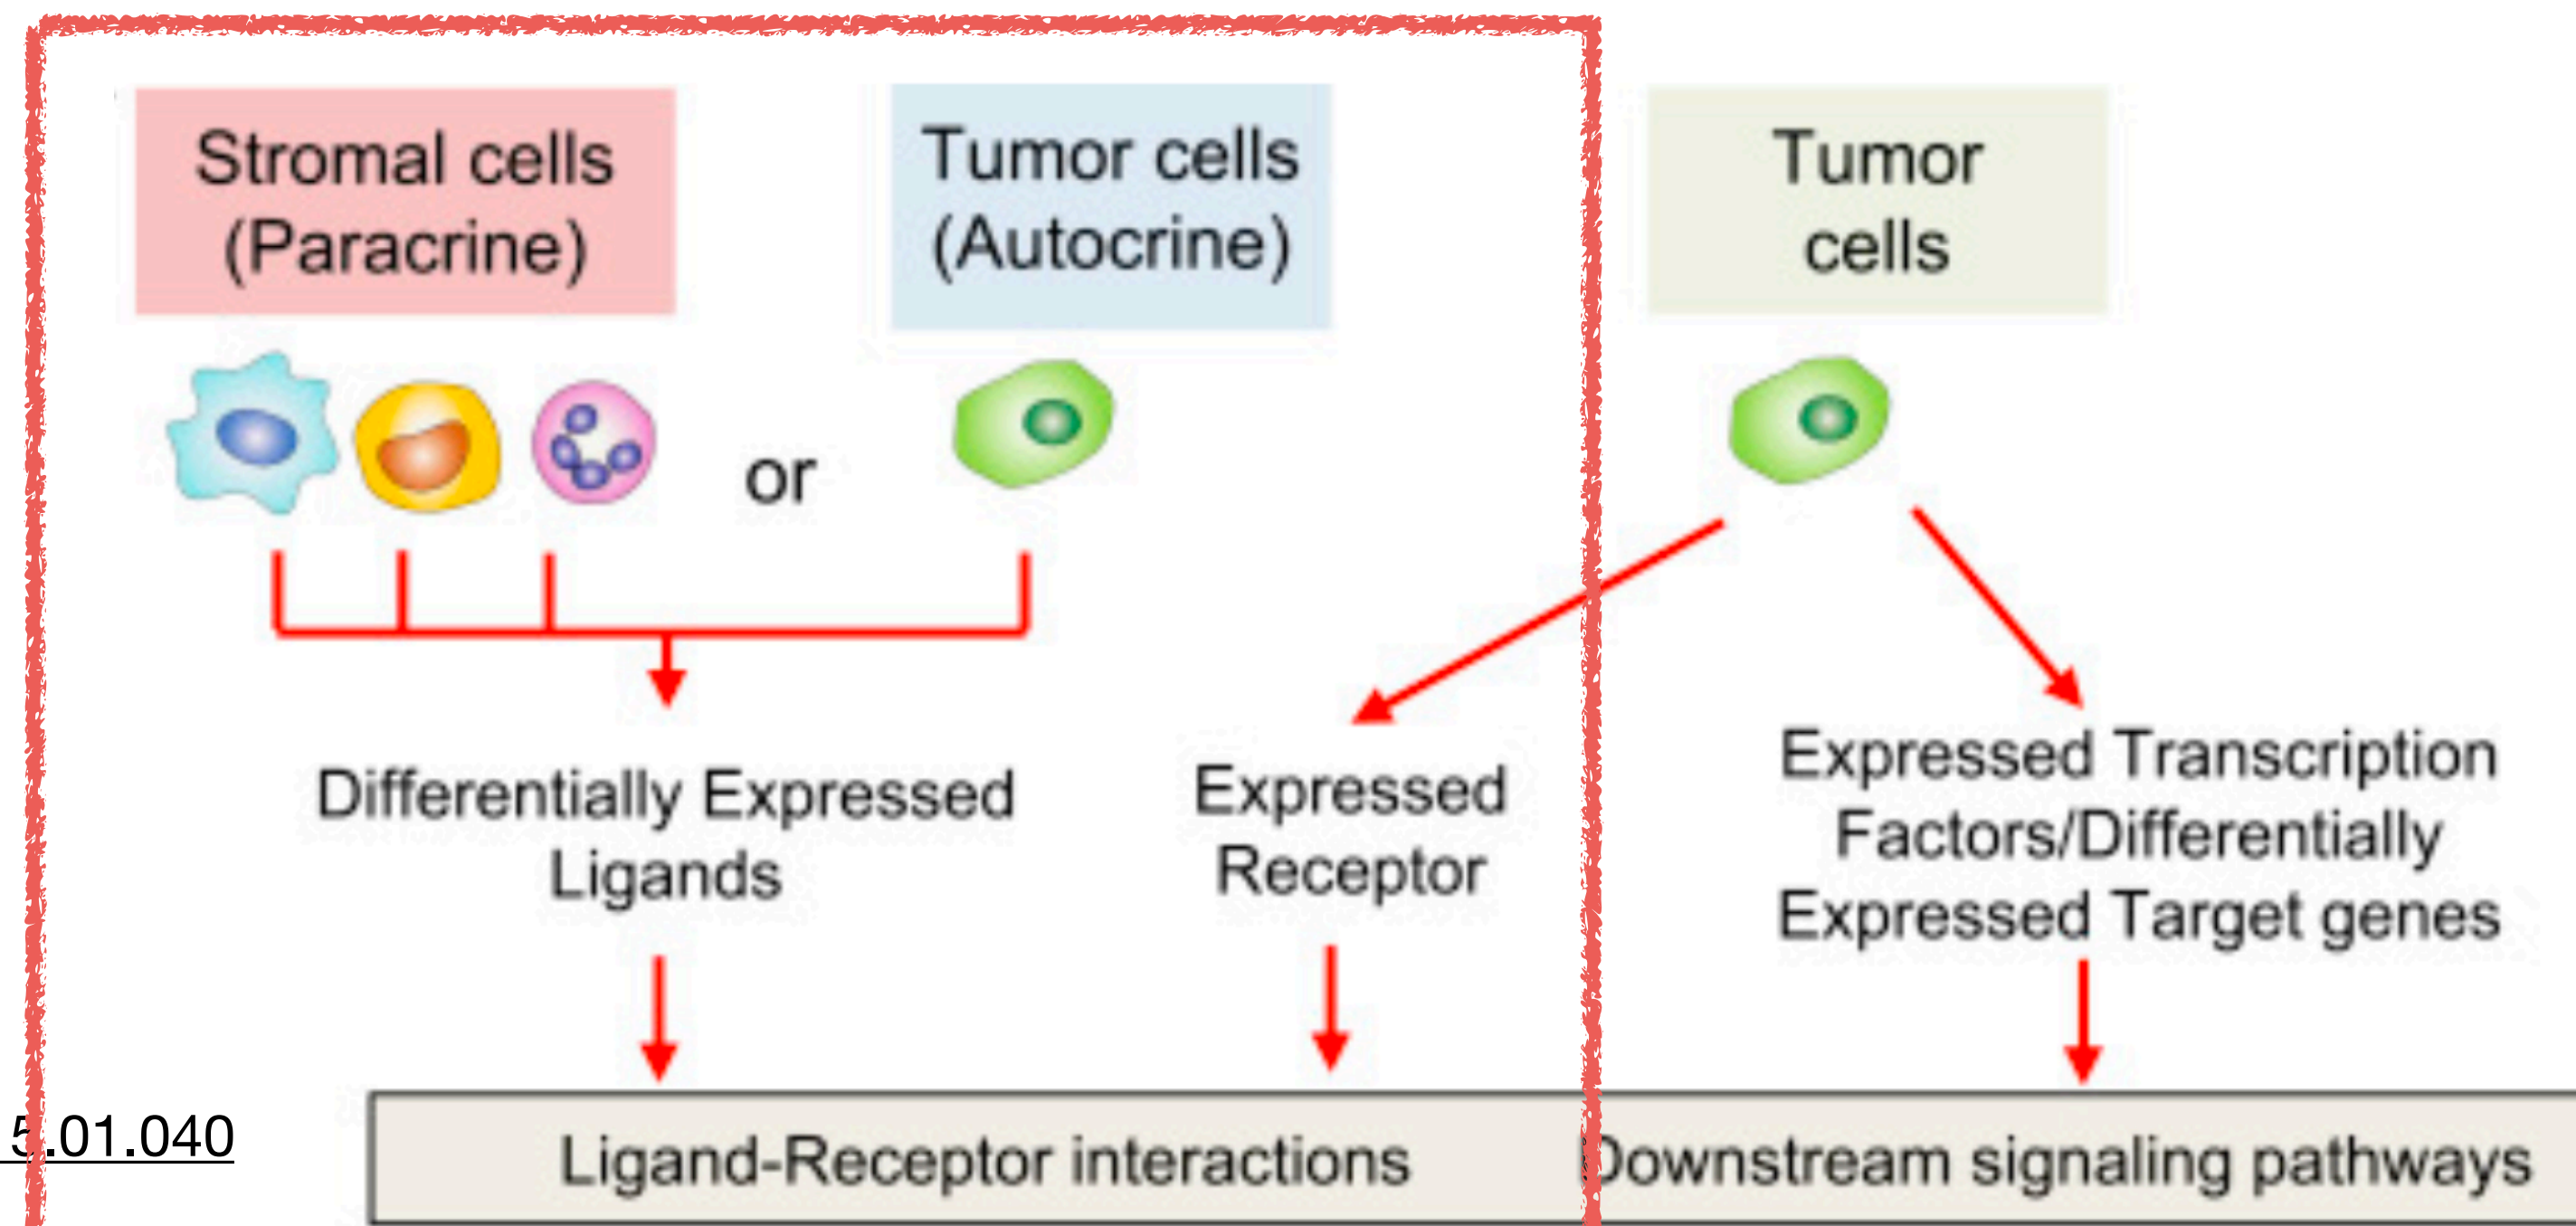 Stromal cells
(Paracrine)
Tumor cells
(Autocrine)
Tumor
cells
or
Differentially Expressed
Ligands
Expressed
Receptor
Expressed Transcription
Factors/Differentially
Expressed Target genes
5.01.040
Ligand-Receptor interactions
Downstream signaling pathways